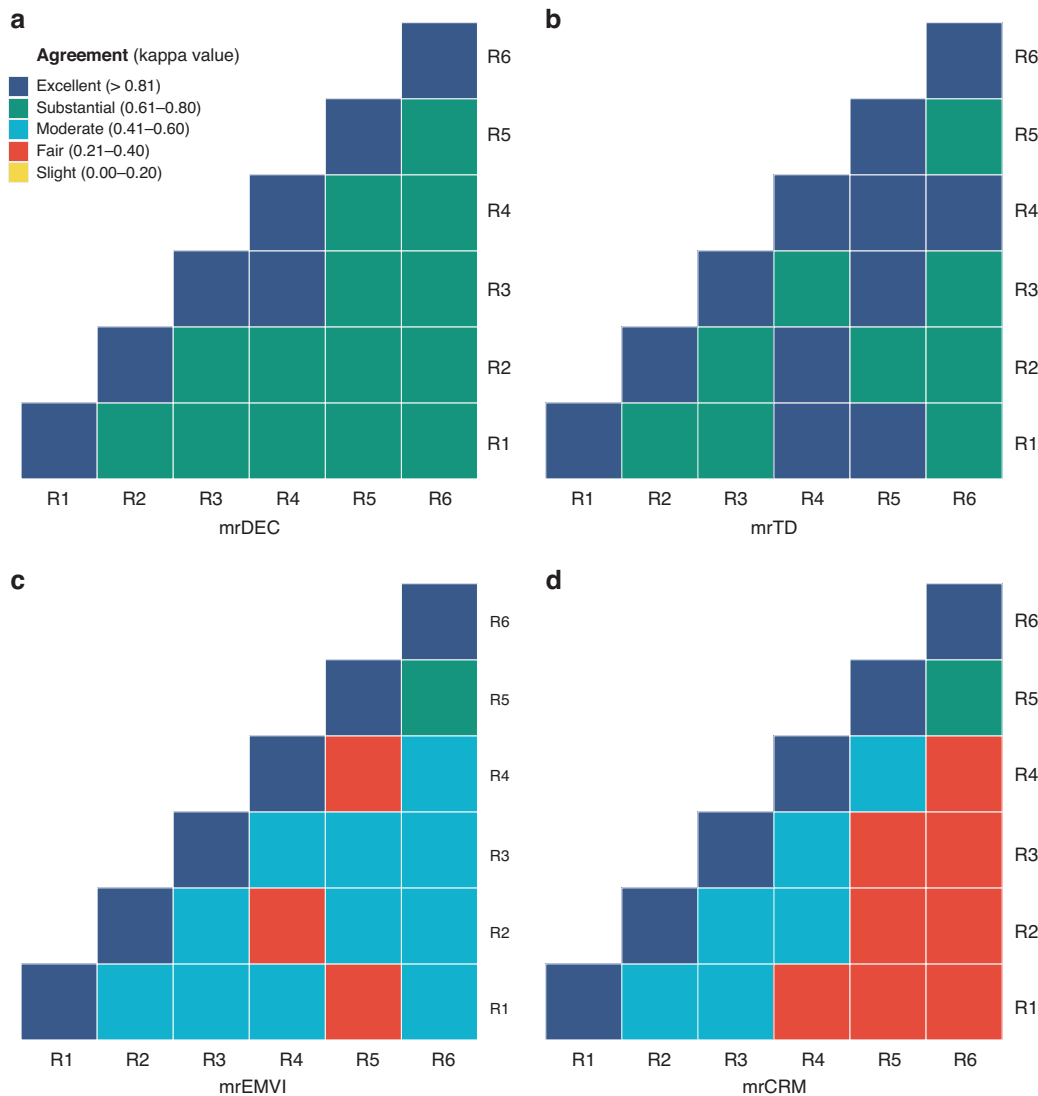 a
Agreement (kappa value)
Excellent (> 0.81)
Substantial (0.61–0.80)
Moderate (0.41–0.60)
Fair (0.21–0.40)
Slight (0.00–0.20)
R6
R5
R4
R3
R2
R1
R1 R2 R3 R4 R5 R6
mrDEC
b
R6
R5
R4
R3
R2
R1
R1 R2 R3 R4 R5 R6
mrTD
c
R6
R5
R4
R3
R2
R1
R1 R2 R3 R4 R5 R6
mrEMVI
d
R6
R5
R4
R3
R2
R1
R1 R2 R3 R4 R5 R6
mrCRM